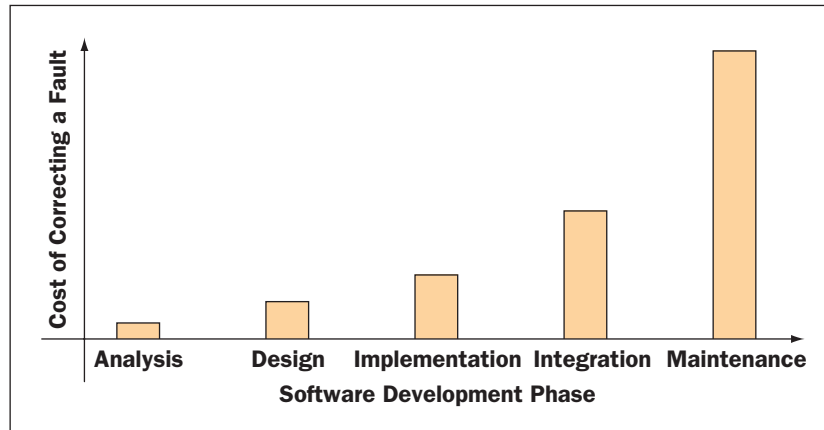 Cost of Correcting a Fault
Analysis Design Implementation Integration Maintenance
Software Development Phase